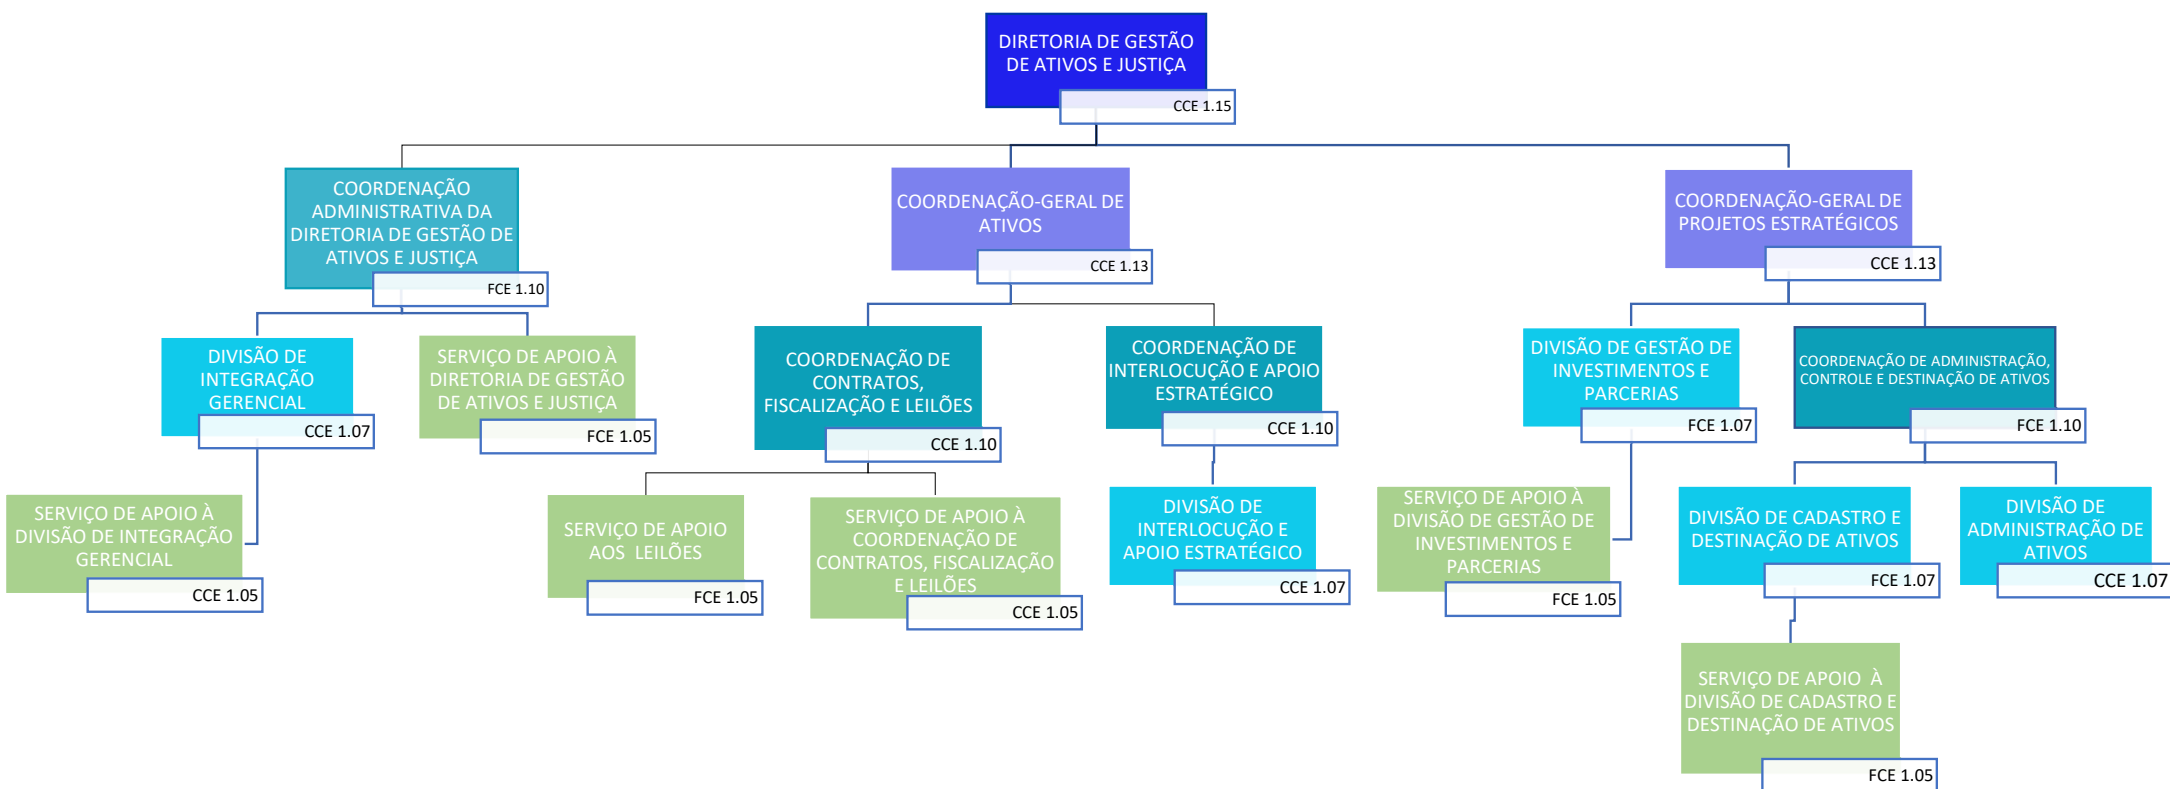 DIRETORIA DE GESTÃO
DE ATIVOS E JUSTIÇA
CCE 1.15
COORDENAÇÃO
ADMINISTRATIVA DA
DIRETORIA DE GESTÃO DE
ATIVOS E JUSTIÇA
FCE 1.10
COORDENAÇÃO-GERAL DE
ATIVOS
CCE 1.13
COORDENAÇÃO-GERAL DE
PROJETOS ESTRATÉGICOS
CCE 1.13
DIVISÃO DE
INTEGRAÇÃO
GERENCIAL
CCE 1.07
SERVIÇO DE APOIO À
DIRETORIA DE GESTÃO
DE ATIVOS E JUSTIÇA
FCE 1.05
COORDENAÇÃO DE
CONTRATOS,
FISCALIZAÇÃO E LEILÕES
CCE 1.10
COORDENAÇÃO DE
INTERLOCUÇÃO E APOIO
ESTRATÉGICO
CCE 1.10
DIVISÃO DE GESTÃO DE
INVESTIMENTOS E
PARCERIAS
FCE 1.07
COORDENAÇÃO DE ADMINISTRAÇÃO,
CONTROLE E DESTINAÇÃO DE ATIVOS
FCE 1.10
SERVIÇO DE APOIO À
DIVISÃO DE INTEGRAÇÃO
GERENCIAL
CCE 1.05
SERVIÇO DE APOIO
AOS LEILÕES
FCE 1.05
SERVIÇO DE APOIO À
COORDENAÇÃO DE
CONTRATOS, FISCALIZAÇÃO
E LEILÕES
CCE 1.05
DIVISÃO DE
INTERLOCUÇÃO E
APOIO ESTRATÉGICO
CCE 1.07
SERVIÇO DE APOIO À
DIVISÃO DE GESTÃO DE
INVESTIMENTOS E
PARCERIAS
FCE 1.05
DIVISÃO DE CADASTRO E
DESTINAÇÃO DE ATIVOS
FCE 1.07
DIVISÃO DE
ADMINISTRAÇÃO DE
ATIVOS
CCE 1.07
SERVIÇO DE APOIO À
DIVISÃO DE CADASTRO E
DESTINAÇÃO DE ATIVOS
FCE 1.05